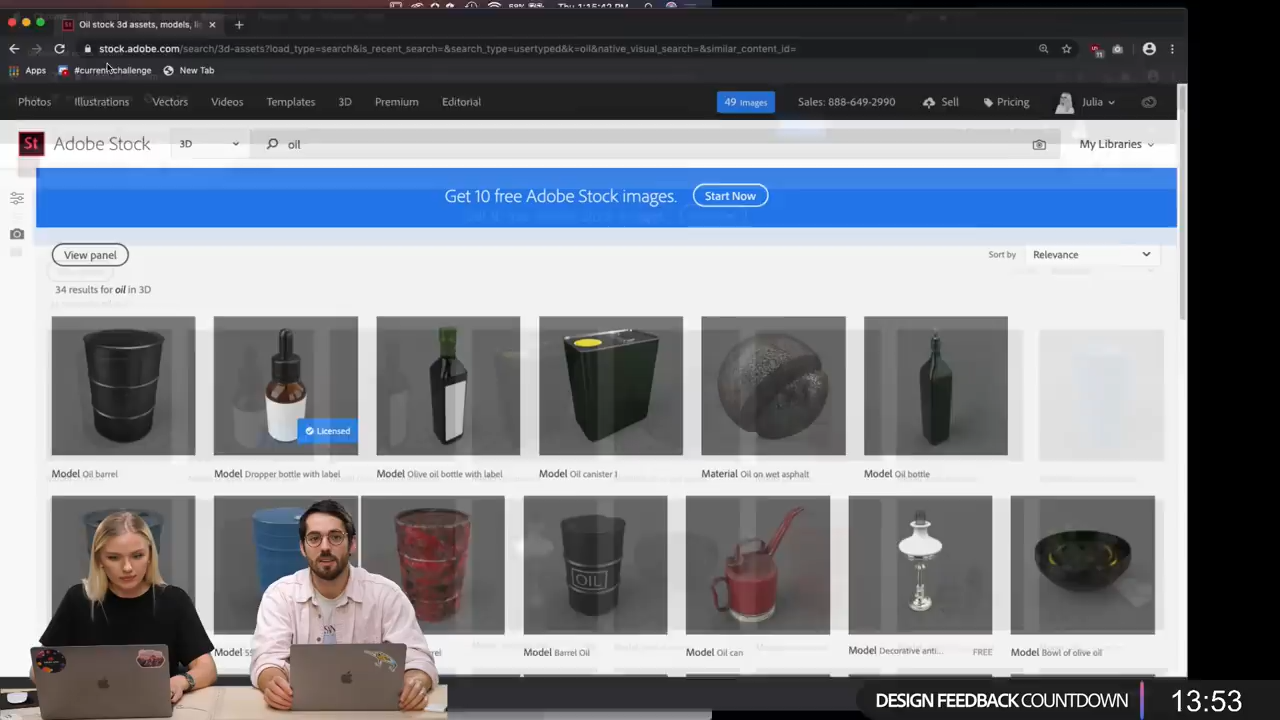 58% Thu 1:15:42
Oil stock 3d assets, models, li
stock.adobe.com/search/3d-assets?load_type=search&is_recent_search=&search_type=usertyped&k=oil&native_visual_search=&similar_content_id=
Apps #currentchallenge New Tab
Photos Illustrations Vectors Videos Templates 3D Premium Editorial 49 Images Sales: 888-649-2990 Sell Pricing Julia
St Adobe Stock 3D oil My Libraries
Get 10 free Adobe Stock images. Start Now
View panel Sort by Relevance
34 results for oil in 3D
Licensed
Model Oil barrel Model Dropper bottle with label Model Olive oil bottle with label Model Oil canister 1 Material Oil on wet asphalt Model Oil bottle
OIL
Model Barrel Oil Model Oil can Model Decorative anti... FREE Model Bowl of olive oil
DESIGN FEEDBACK COUNTDOWN 13:53